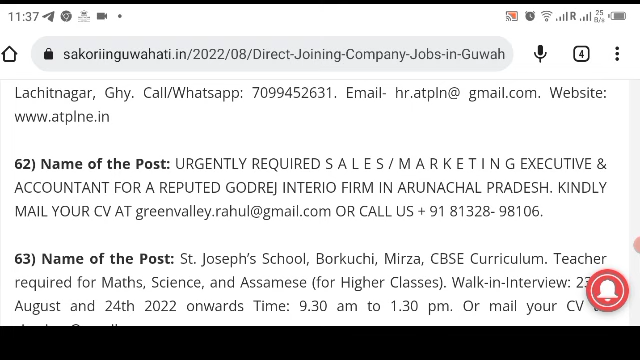 11:37
25
B/s
R
sakoriinguwahati.in/2022/08/Direct-Joining-Company-Jobs-in-Guwah
4
Lachitnagar, Ghy. Call/Whatsapp: 7099452631. Email- hr.atpln@ gmail.com. Website:
www.atplne.in
62) Name of the Post: URGENTLY REQUIRED S A L E S / M A R K E T I N G EXECUTIVE &
ACCOUNTANT FOR A REPUTED GODREJ INTERIO FIRM IN ARUNACHAL PRADESH. KINDLY
MAIL YOUR CV AT greenvalley.rahul@gmail.com OR CALL US + 91 81328- 98106.
63) Name of the Post: St. Joseph's School, Borkuchi, Mirza, CBSE Curriculum. Teacher
required for Maths, Science, and Assamese (for Higher Classes). Walk-in-Interview:
August and 24th 2022 onwards Time: 9.30 am to 1.30 pm. Or mail your CV